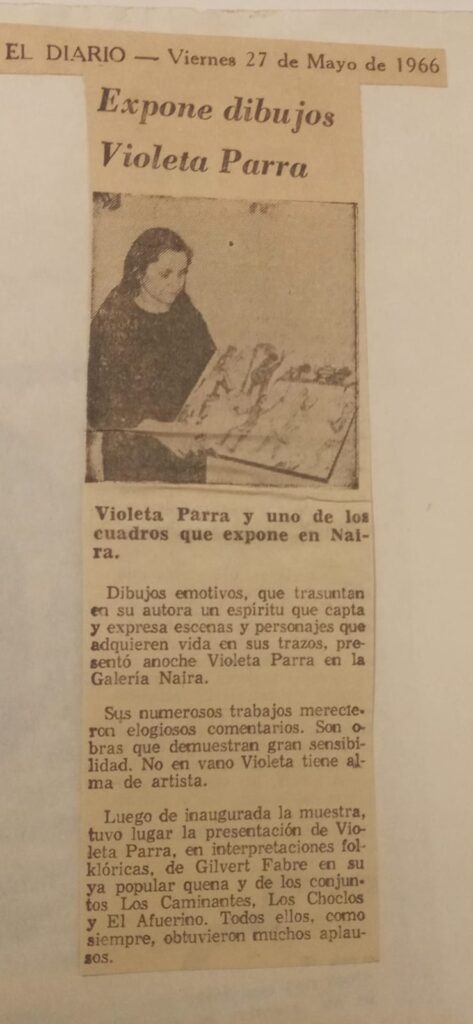 EL DIARIO — Viernes 27 de Mayo de 1966
Expone dibujos
Violeta Parra
Violeta Parra y uno de los
cuadros que expone en Nai-
ra.
Dibujos emotivos, que trasuntan
en su autora un espíritu que capta
y expresa escenas y personajes que
adquieren vida en sus trazos, pre-
sentó anoche Violeta Parra en la
Galería Naira.
Sus numerosos trabajos merecie-
ron elogiosos comentarios. Son o-
bras que demuestran gran sensibi-
lidad. No en vano Violeta tiene al-
ma de artista.
Luego de inaugurada la muestra,
tuvo lugar la presentación de Vio-
leta Parra, en interpretaciones fol-
klóricas, de Gilvert Fabre en su
ya popular quena y de los conjun-
tos Los Caminantes, Los Choclos
y El Afuerino. Todos ellos, como
siempre, obtuvieron muchos aplau-
sos.